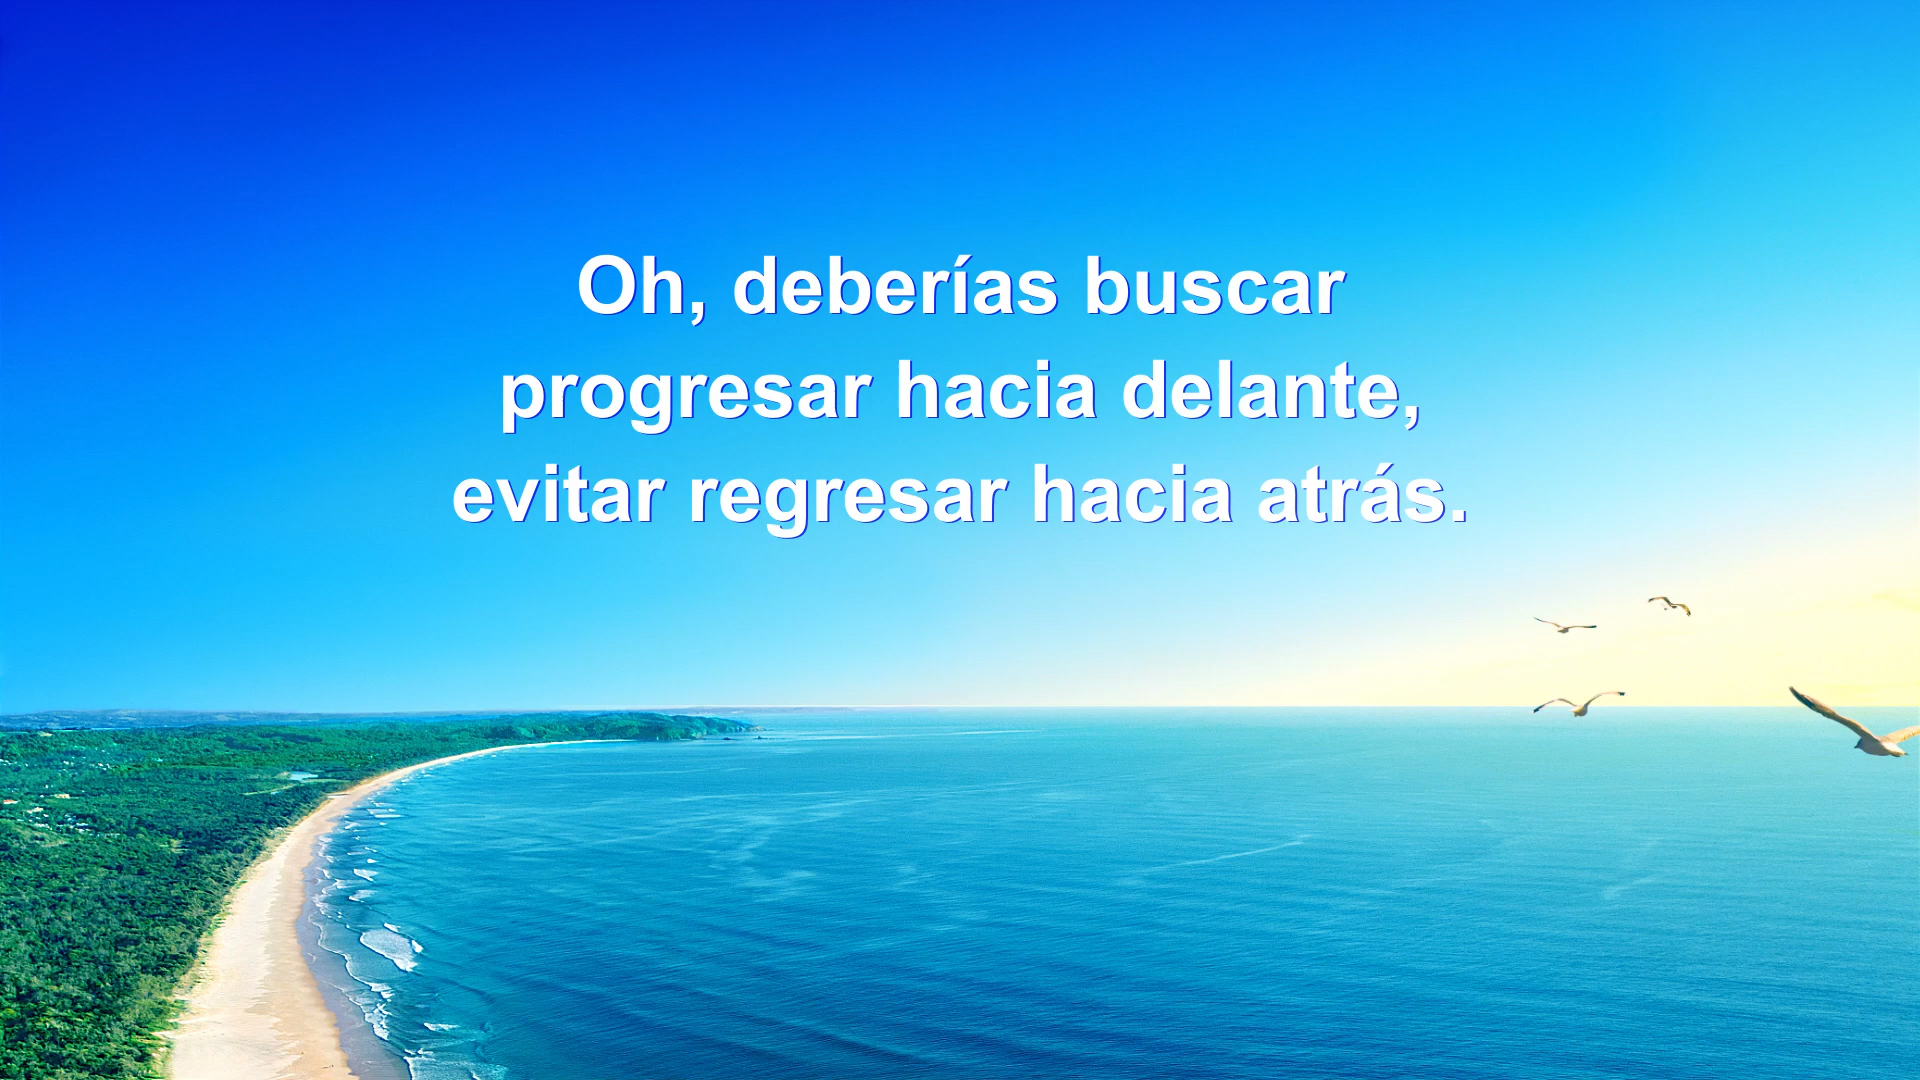 Oh, deberías buscar
progresar hacia delante,
evitar regresar hacia atrás.